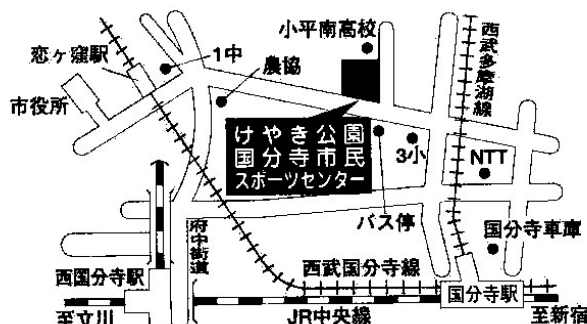 小平南高校
恋ヶ窪駅
1中
農協
西武多摩湖線
市役所
けやき公園
国分寺市民
スポーツセンター
3小
NTT
バス停
府中街道
国分寺車庫
西国分寺駅
西武国分寺線
国分寺駅
至立川
JR中央線
至新宿